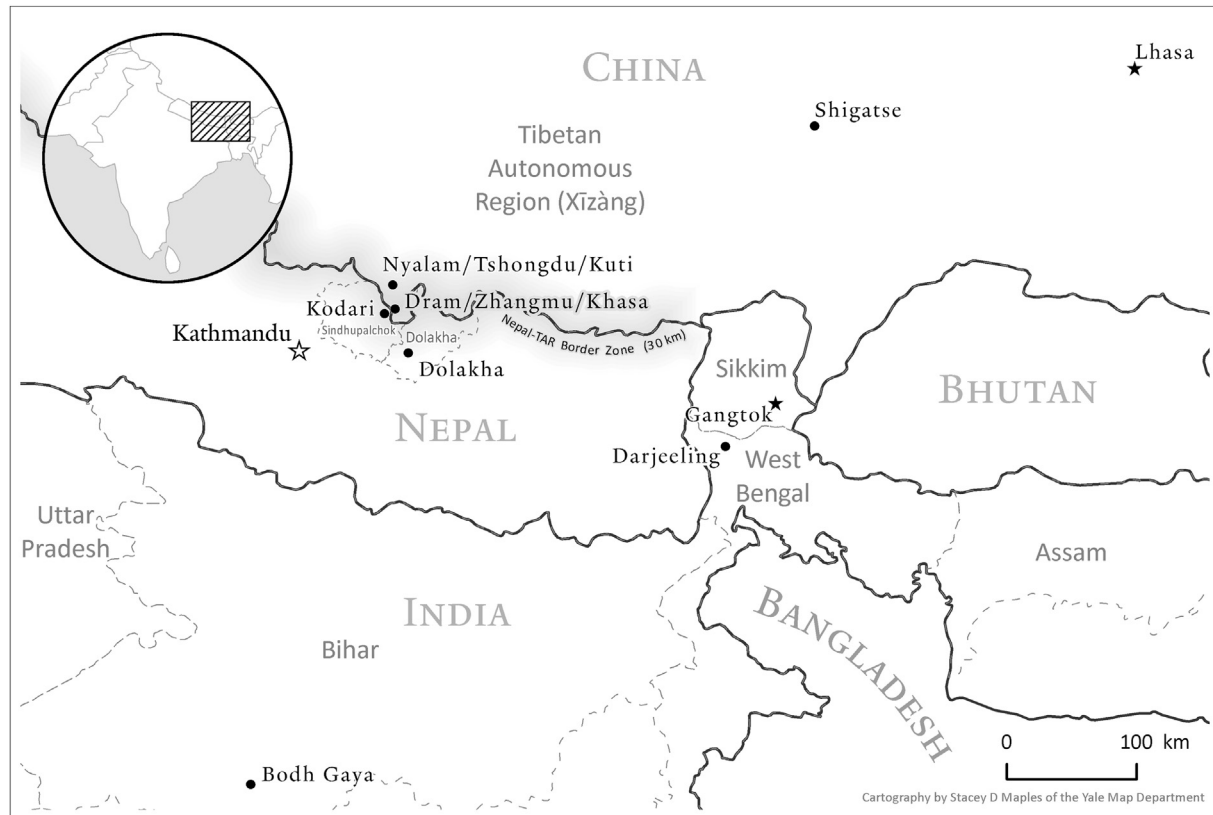 Lhasa
CHINA
Shigatse
Tibetan
Autonomous
Region (Xīzàng)
Nyalam/Tshongdu/Kuti
Dram/Zhangmu/Khasa
Kodari
Sindhupalchok
Dolakha
Kathmandu
Nepal-TAR Border Zone (30 km)
Dolakha
Sikkim
BHUTAN
NEPAL
Gangtok
Darjeeling
West
Bengal
Uttar
Pradesh
Assam
INDIA
BANGLADESH
Bihar
0 100 km
Bodh Gaya
Cartography by Stacey D Maples of the Yale Map Department